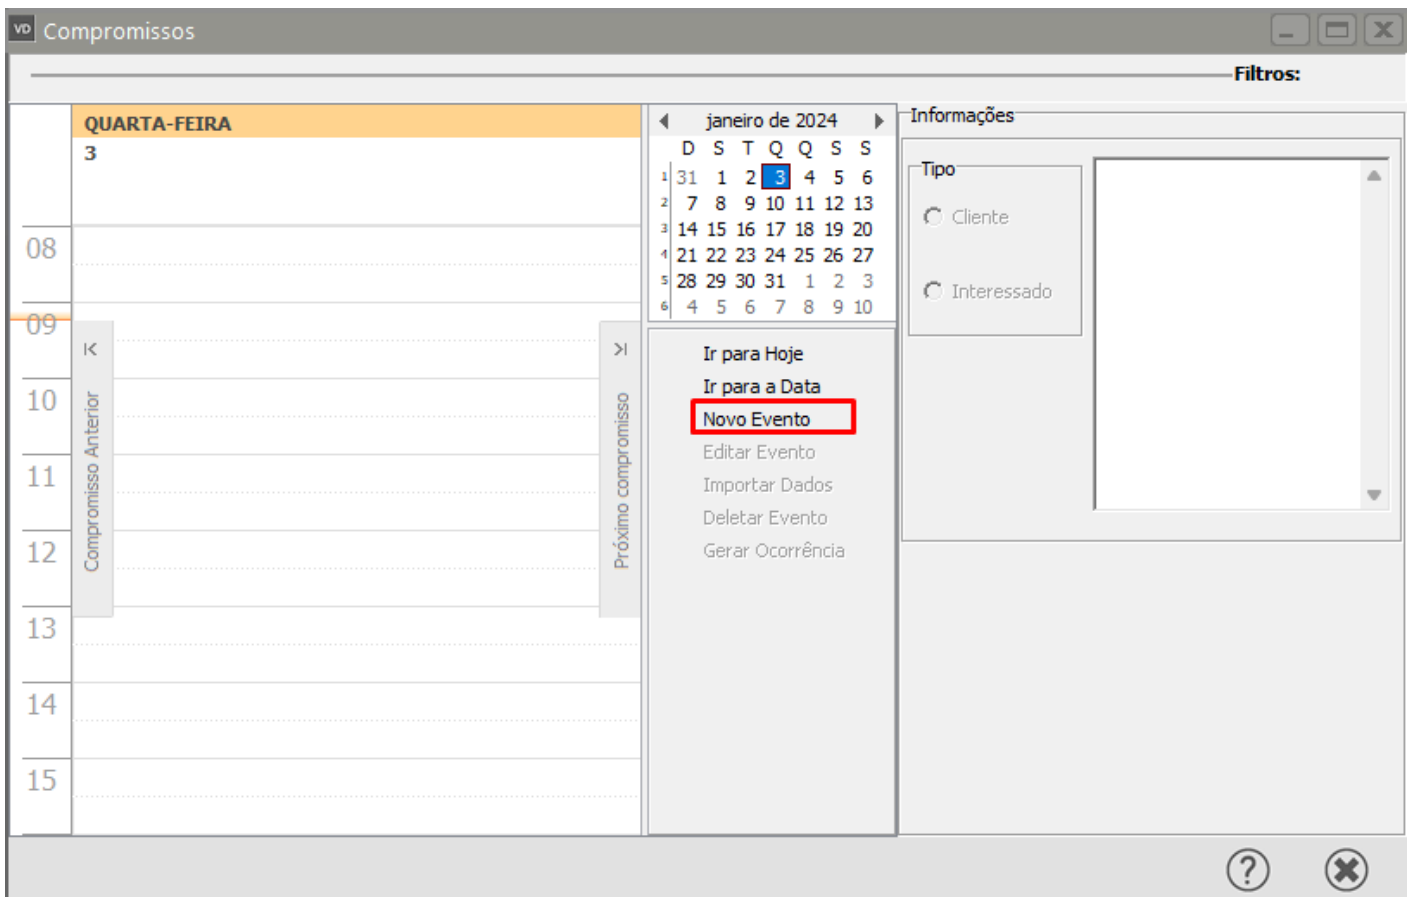 VD Compromissos
Filtros:
QUARTA-FEIRA
3
08
09
10
11
12
13
14
15
Compromisso Anterior
Próximo compromisso
janeiro de 2024
D S T Q Q S S
1 31 1 2 3 4 5 6
2 7 8 9 10 11 12 13
3 14 15 16 17 18 19 20
4 21 22 23 24 25 26 27
5 28 29 30 31 1 2 3
6 4 5 6 7 8 9 10
Ir para Hoje
Ir para a Data
Novo Evento
Editar Evento
Importar Dados
Deletar Evento
Gerar Ocorrência
Informações
Tipo
Cliente
Interessado
?